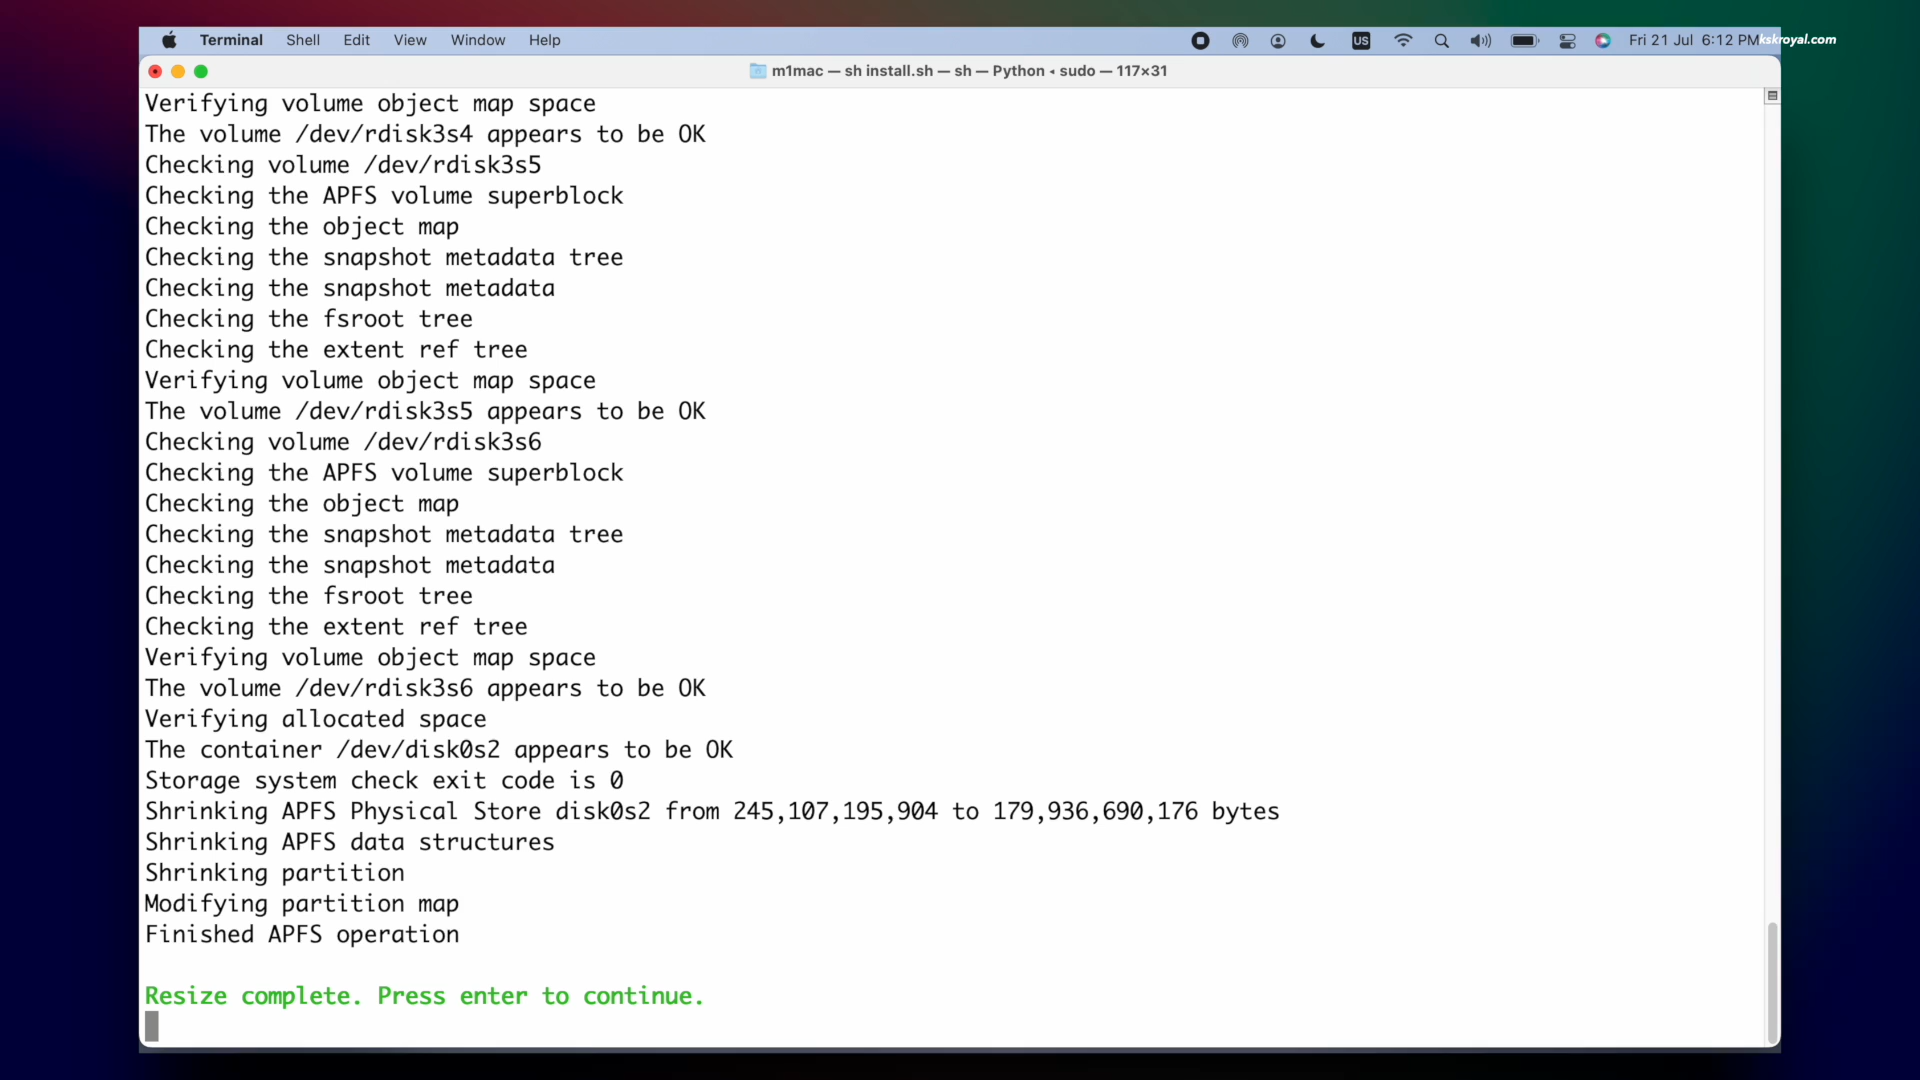 Terminal Shell Edit View Window Help US Fri 21 Jul 6:12 PM kskroyal.com
m1mac — sh install.sh — sh — Python ◂ sudo — 117×31
Verifying volume object map space
The volume /dev/rdisk3s4 appears to be OK
Checking volume /dev/rdisk3s5
Checking the APFS volume superblock
Checking the object map
Checking the snapshot metadata tree
Checking the snapshot metadata
Checking the fsroot tree
Checking the extent ref tree
Verifying volume object map space
The volume /dev/rdisk3s5 appears to be OK
Checking volume /dev/rdisk3s6
Checking the APFS volume superblock
Checking the object map
Checking the snapshot metadata tree
Checking the snapshot metadata
Checking the fsroot tree
Checking the extent ref tree
Verifying volume object map space
The volume /dev/rdisk3s6 appears to be OK
Verifying allocated space
The container /dev/disk0s2 appears to be OK
Storage system check exit code is 0
Shrinking APFS Physical Store disk0s2 from 245,107,195,904 to 179,936,690,176 bytes
Shrinking APFS data structures
Shrinking partition
Modifying partition map
Finished APFS operation
Resize complete. Press enter to continue.